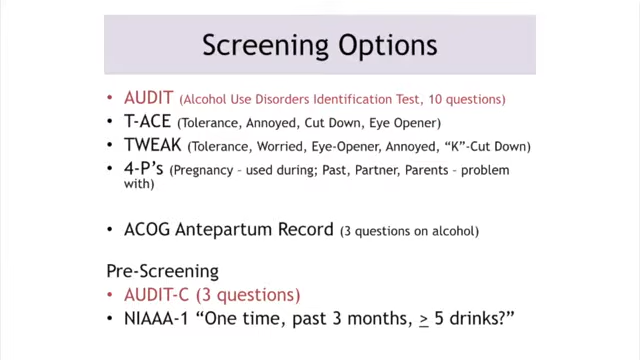 Screening Options
• AUDIT (Alcohol Use Disorders Identification Test, 10 questions)
• T-ACE (Tolerance, Annoyed, Cut Down, Eye Opener)
• TWEAK (Tolerance, Worried, Eye-Opener, Annoyed, “K”-Cut Down)
• 4-P’s (Pregnancy – used during; Past, Partner, Parents – problem
with)
• ACOG Antepartum Record (3 questions on alcohol)
Pre-Screening
• AUDIT-C (3 questions)
• NIAAA-1 “One time, past 3 months, ≥ 5 drinks?”